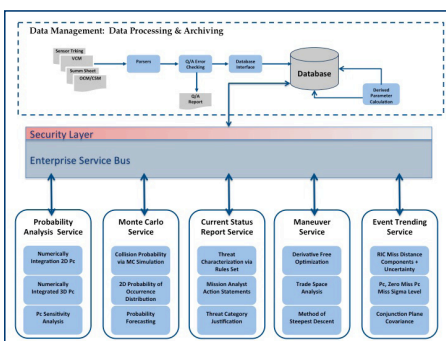 Data Management: Data Processing & Archiving
Sensor Trking
VCM
Sumer Sheet
OCM/CSM
Parsers
Q/A Error
Checking
Database
Interface
Database
Q/A
Report
Derived
Parameter
Calculation
Security Layer
Enterprise Service Bus
Probability
Analysis Service
Numerically
Integration 2D Pc
Numerically
Integrated 3D Pc
Pc Sensitivity
Analysis
Monte Carlo
Service
Collision Probability
via MC Simulation
2D Probability of
Occurrence
Distribution
Probability
Forecasting
Current Status
Report Service
Threat
Characterization via
Rules Set
Mission Analyst
Action Statements
Threat Category
Justification
Maneuver
Service
Derivative Free
Optimization
Trade Space
Analysis
Method of
Steepest Descent
Event Trending
Service
RIC Miss Distance
Components +
Uncertainty
Pc, Zero Miss Pc
Miss Sigma Level
Conjunction Plane
Covariance